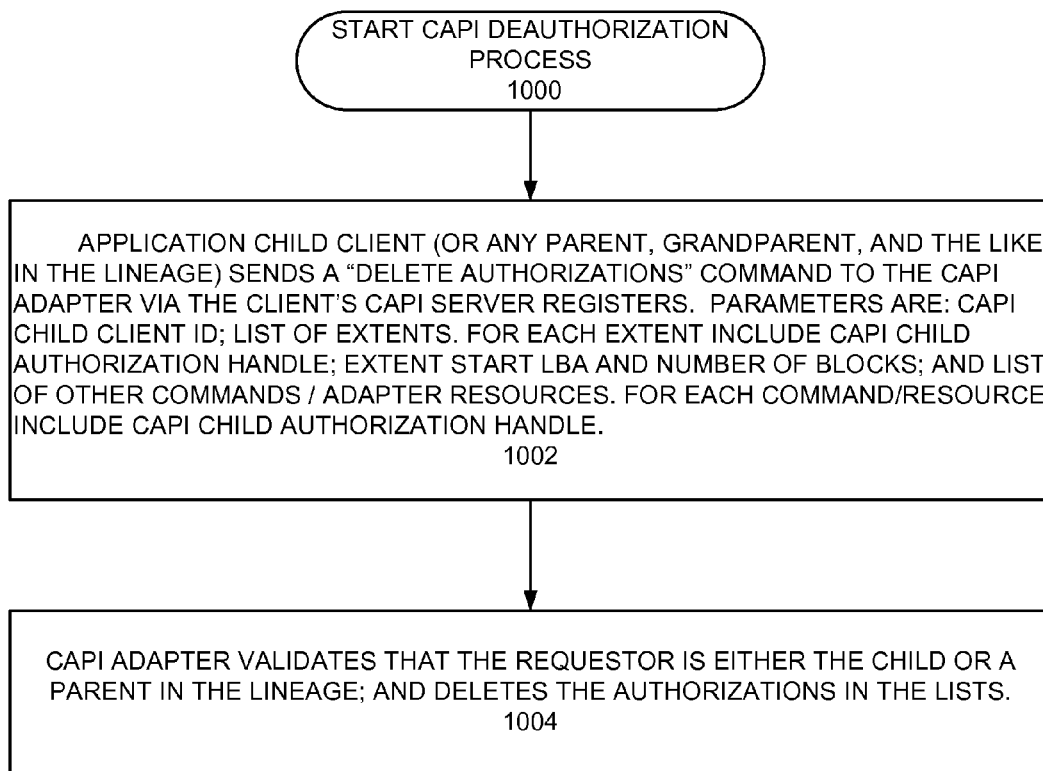 START CAPI DEAUTHORIZATION
PROCESS
1000
APPLICATION CHILD CLIENT (OR ANY PARENT, GRANDPARENT, AND THE LIKE
IN THE LINEAGE) SENDS A “DELETE AUTHORIZATIONS” COMMAND TO THE CAPI
ADAPTER VIA THE CLIENT’S CAPI SERVER REGISTERS. PARAMETERS ARE: CAPI
CHILD CLIENT ID; LIST OF EXTENTS. FOR EACH EXTENT INCLUDE CAPI CHILD
AUTHORIZATION HANDLE; EXTENT START LBA AND NUMBER OF BLOCKS; AND LIST
OF OTHER COMMANDS / ADAPTER RESOURCES. FOR EACH COMMAND/RESOURCE
INCLUDE CAPI CHILD AUTHORIZATION HANDLE.
1002
CAPI ADAPTER VALIDATES THAT THE REQUESTOR IS EITHER THE CHILD OR A
PARENT IN THE LINEAGE; AND DELETES THE AUTHORIZATIONS IN THE LISTS.
1004